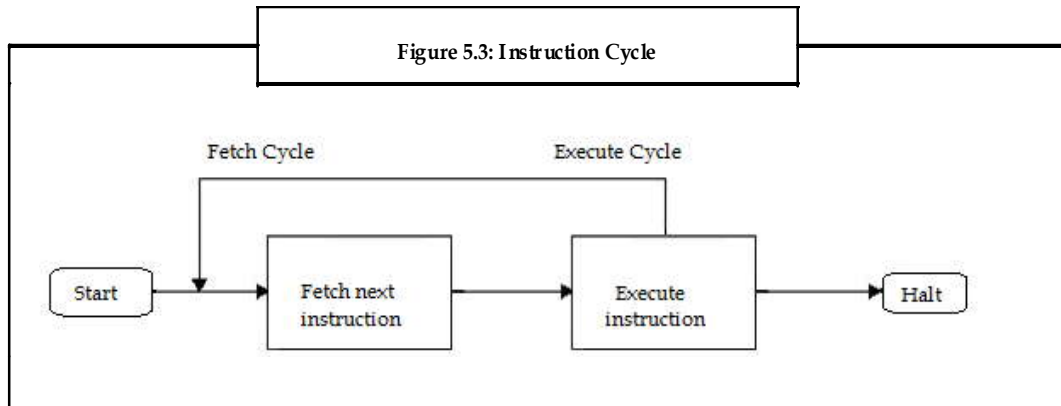 Figure 5.3: Instruction Cycle
Fetch Cycle
Execute Cycle
Start
Fetch next
instruction
Execute
instruction
Halt